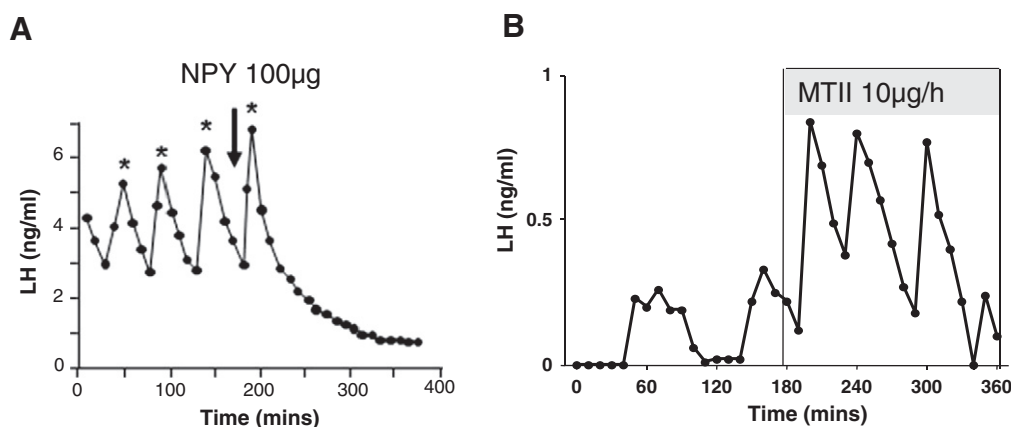 A
NPY 100µg
* * * *
6
4
2
0
LH (ng/ml)
0 100 200 300 400
Time (mins)
B
MTII 10µg/h
1
0.5
0
LH (ng/ml)
0 60 120 180 240 300 360
Time (mins)